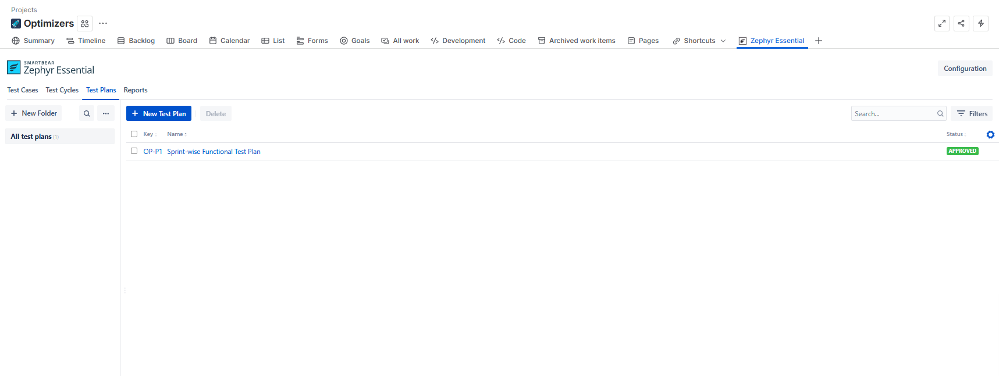 Projects
Optimizers
Summary Timeline Backlog Board Calendar List Forms Goals All work Development Code Archived work items Pages Shortcuts Zephyr Essential
SMARTBEAR
Zephyr Essential
Configuration
Test Cases Test Cycles Test Plans Reports
New Folder
New Test Plan Delete Search... Filters
All test plans (1)
Key Name Status
OP-P1 Sprint-wise Functional Test Plan APPROVED